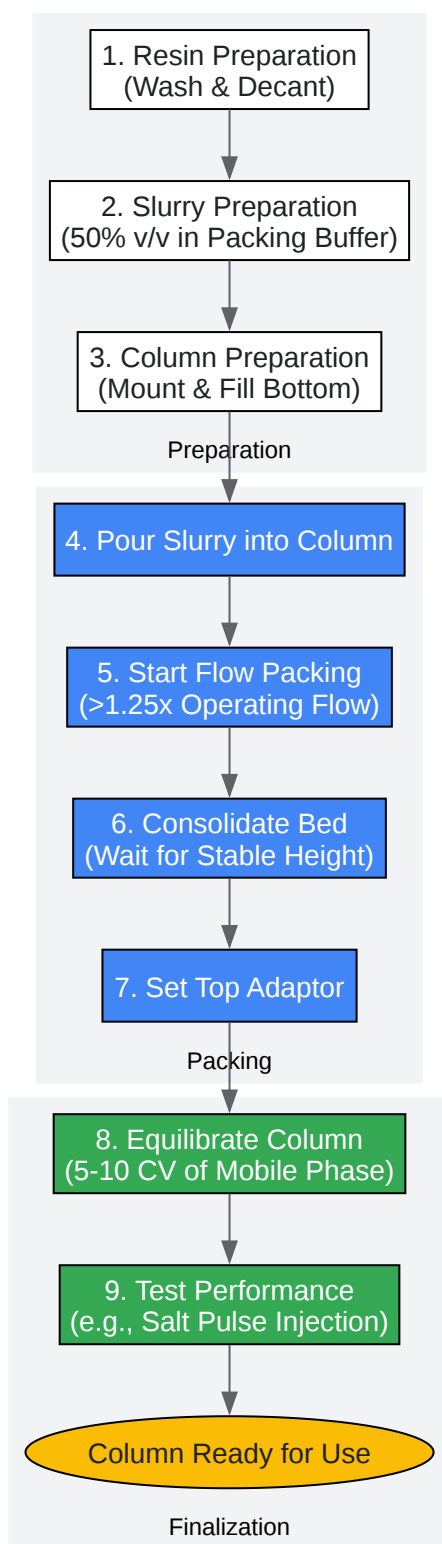 1. Resin Preparation
(Wash & Decant)
2. Slurry Preparation
(50% v/v in Packing Buffer)
3. Column Preparation
(Mount & Fill Bottom)
Preparation
4. Pour Slurry into Column
5. Start Flow Packing
(>1.25x Operating Flow)
6. Consolidate Bed
(Wait for Stable Height)
7. Set Top Adaptor
Packing
8. Equilibrate Column
(5-10 CV of Mobile Phase)
9. Test Performance
(e.g., Salt Pulse Injection)
Column Ready for Use
Finalization